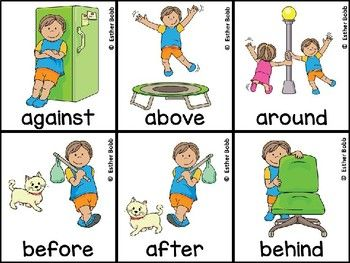 against
© Esther Bobb
above
© Esther Bobb
around
© Esther Bobb
before
© Esther Bobb
after
© Esther Bobb
behind
© Esther Bobb